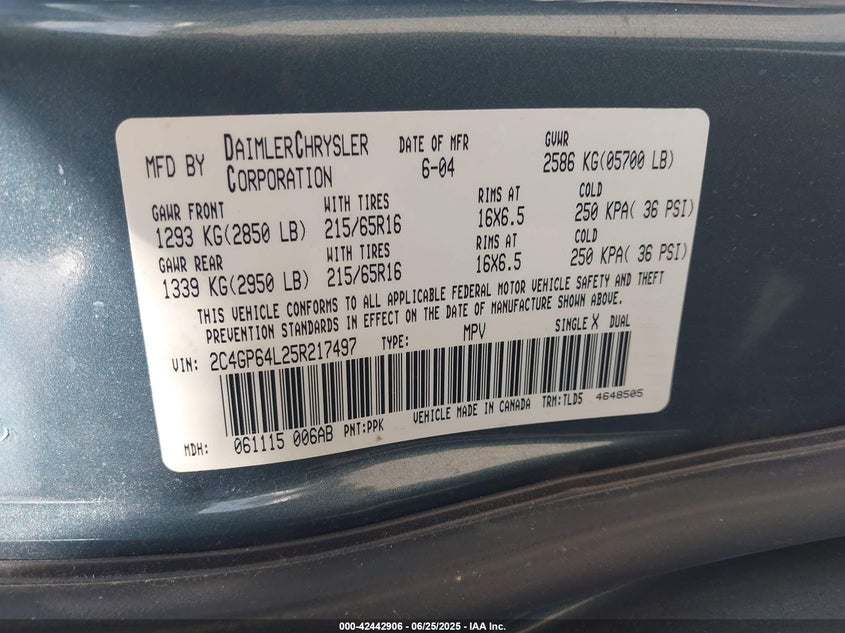 MFD BY DAIMLERCHRYSLER CORPORATION
DATE OF MFR 6-04
GVWR 2586 KG(05700 LB)
GAWR FRONT WITH TIRES RIMS AT COLD
1293 KG(2850 LB) 215/65R16 16X6.5 250 KPA( 36 PSI)
GAWR REAR WITH TIRES RIMS AT COLD
1339 KG(2950 LB) 215/65R16 16X6.5 250 KPA( 36 PSI)
THIS VEHICLE CONFORMS TO ALL APPLICABLE FEDERAL MOTOR VEHICLE SAFETY AND THEFT
PREVENTION STANDARDS IN EFFECT ON THE DATE OF MANUFACTURE SHOWN ABOVE.
VIN: 2C4GP64L25R217497 TYPE: MPV SINGLE X DUAL
MDH: 061115 006AB PNT:PPK VEHICLE MADE IN CANADA TRM:TLD5 4648505
000-42442906 - 06/25/2025 - IAA Inc.